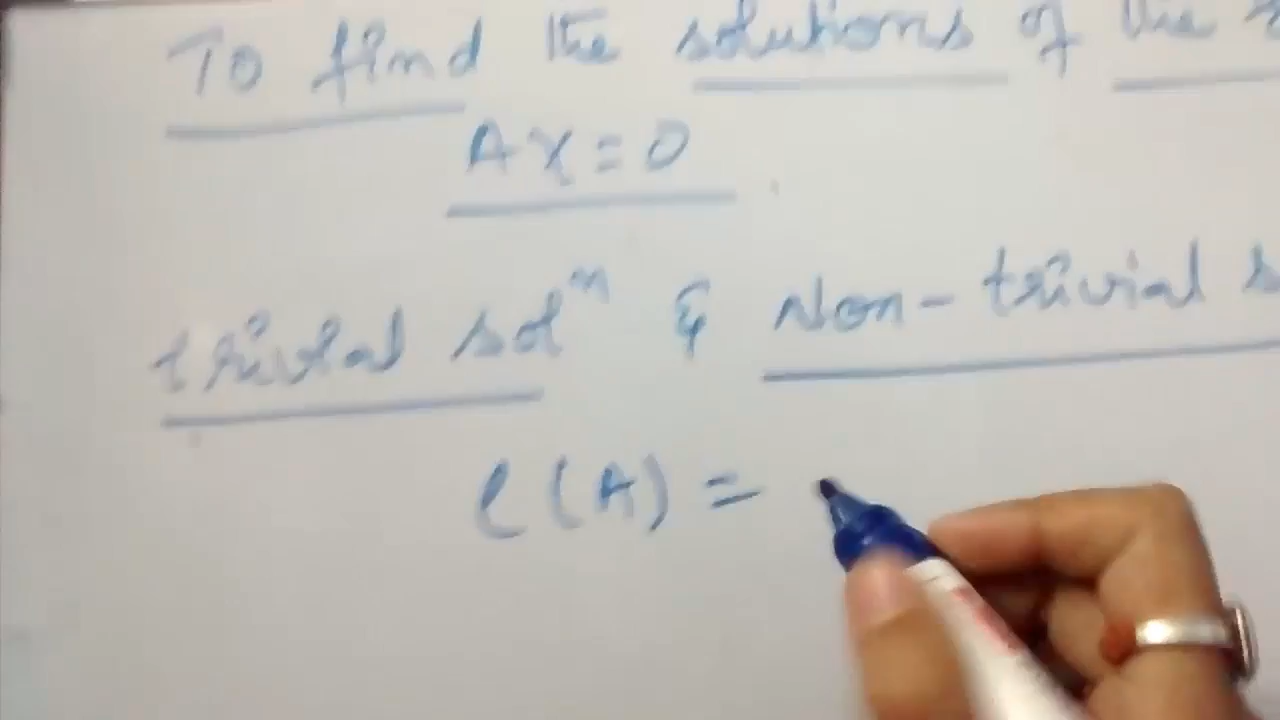 To find the solutions of the
AX = 0
trivial solⁿ & Non-trivial
ρ(A) =